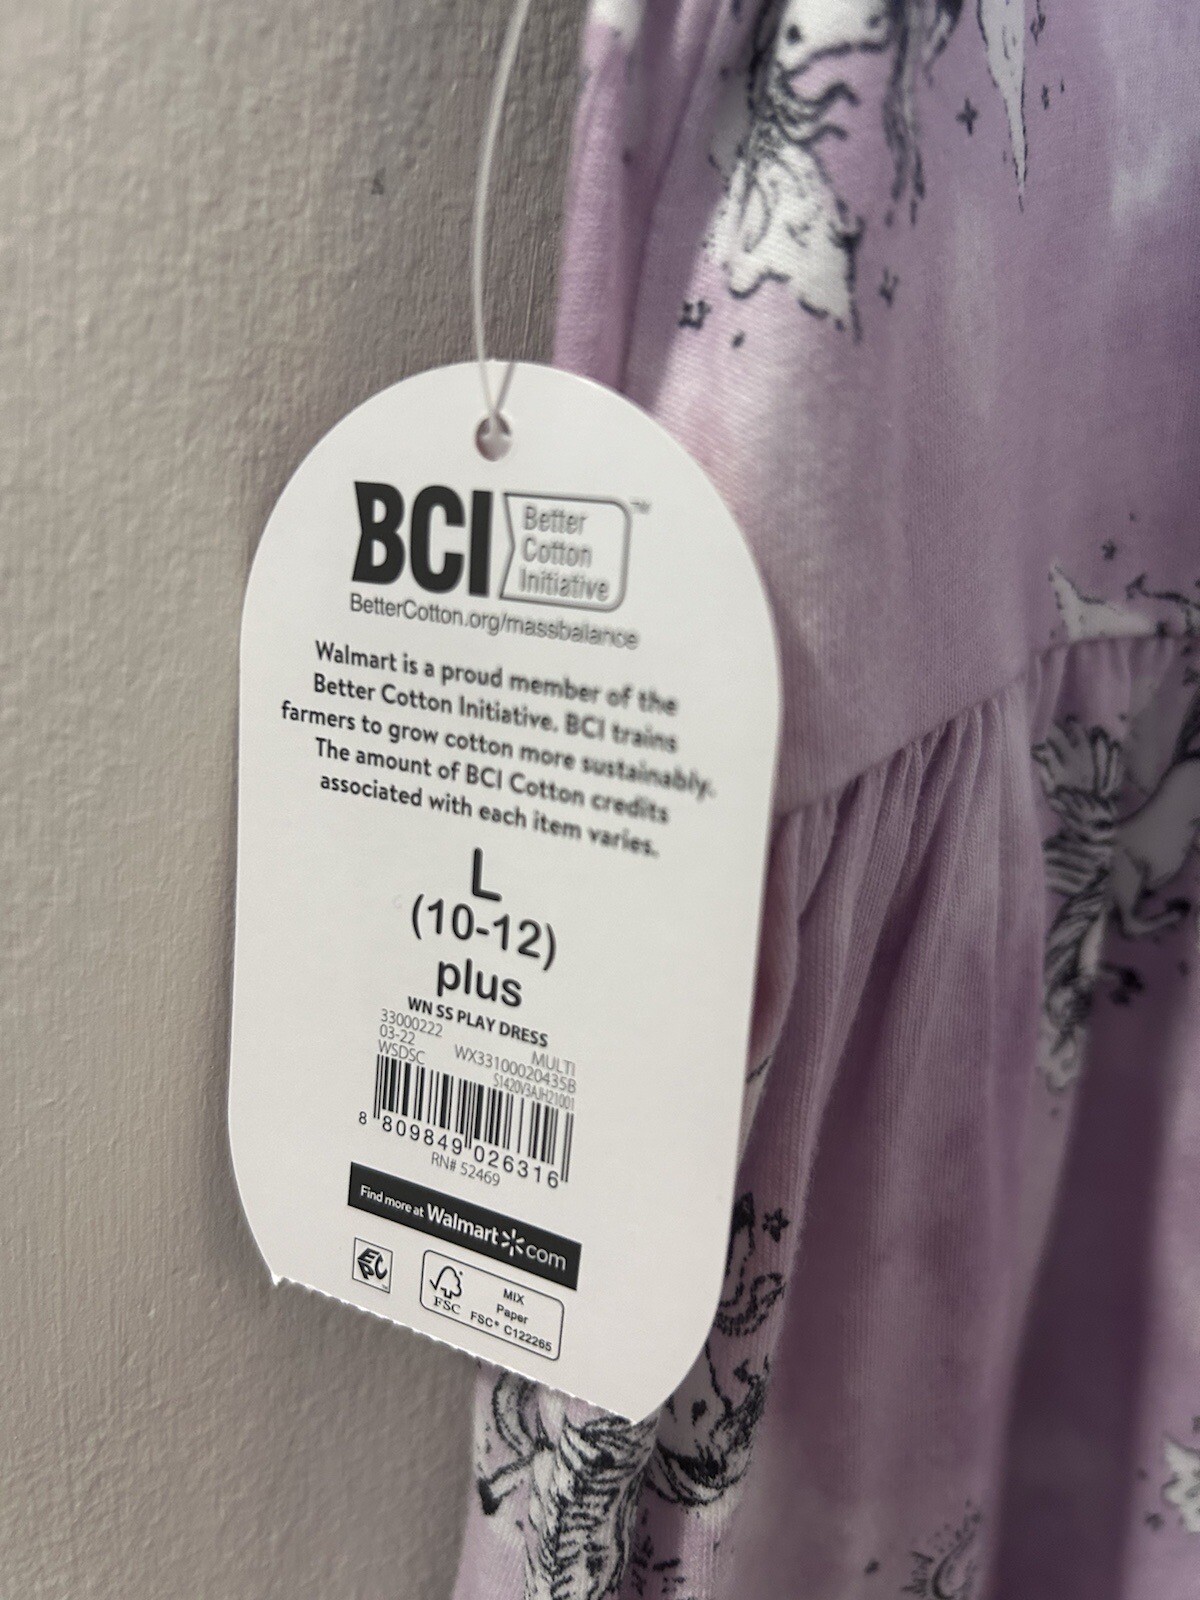 BCI
Better
Cotton
Initiative
TM
BetterCotton.org/massbalance
Walmart is a proud member of the
Better Cotton Initiative. BCI trains
farmers to grow cotton more sustainably.
The amount of BCI Cotton credits
associated with each item varies.
L
(10-12)
plus
WN SS PLAY DRESS
33000222 MULTI
03-22 WX33100020435B
WSDSC S1420V3AJH21001
8 809849 026316
RN# 52469
Find more at Walmart com
EPC
FSC
MIX
Paper
FSC® C122265